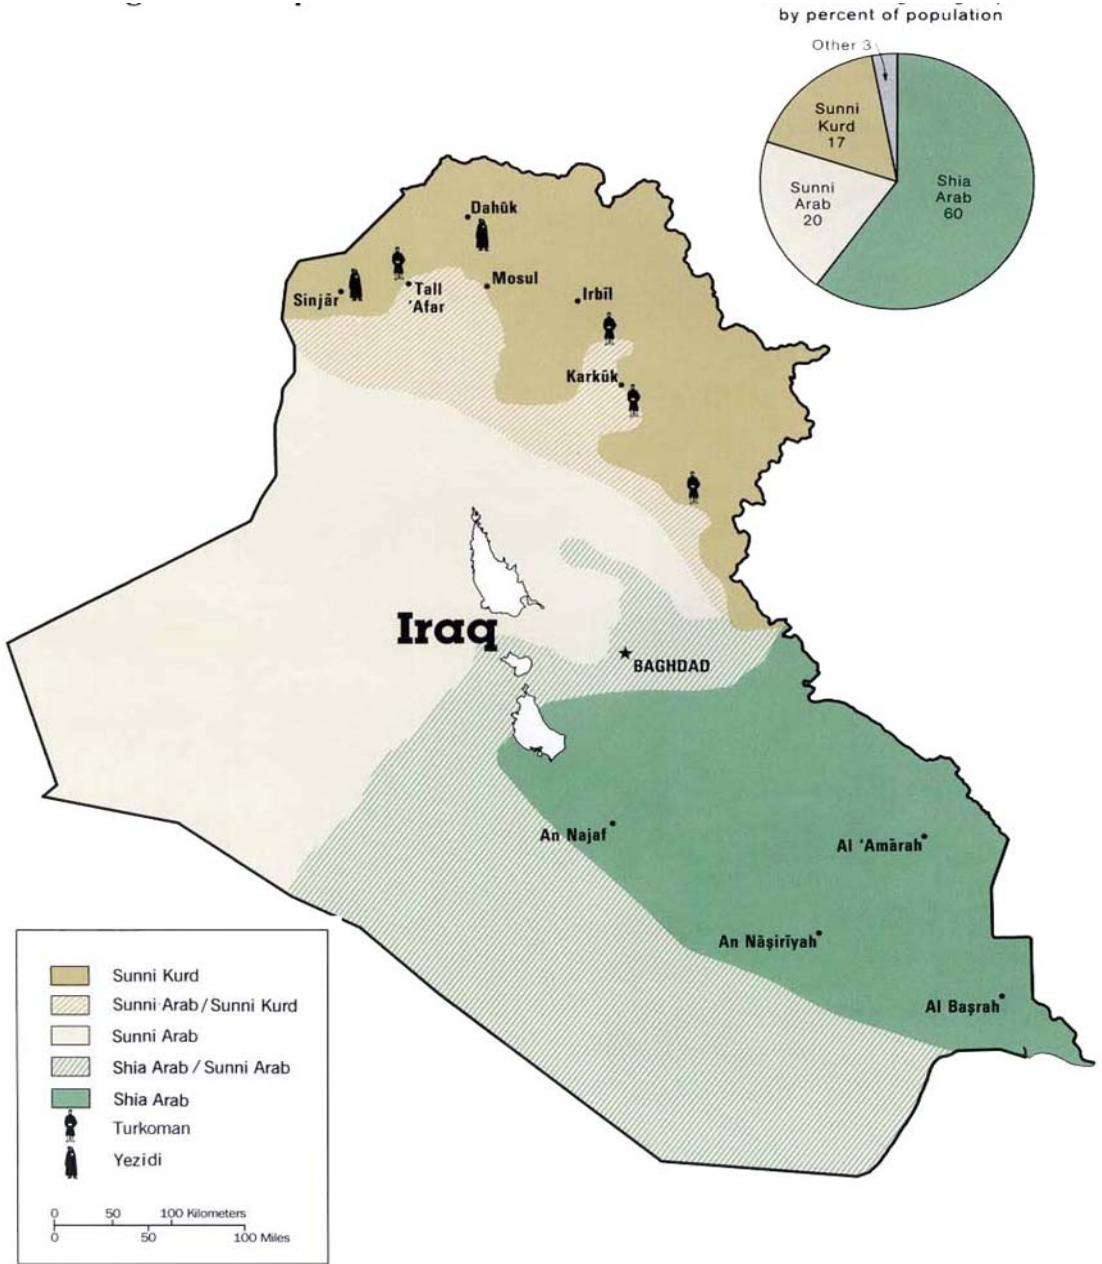 by percent of population
Other 3
Sunni
Kurd
17
Sunni
Arab
20
Shia
Arab
60
Dahūk
Mosul
Sinjār
Tall
'Afar
Irbīl
Karkūk
Iraq
BAGHDAD
An Najaf
Al 'Amārah
An Nāşirīyah
Al Başrah
Sunni Kurd
Sunni Arab/Sunni Kurd
Sunni Arab
Shia Arab / Sunni Arab
Shia Arab
Turkoman
Yezidi
0 50 100 Kilometers
0 50 100 Miles